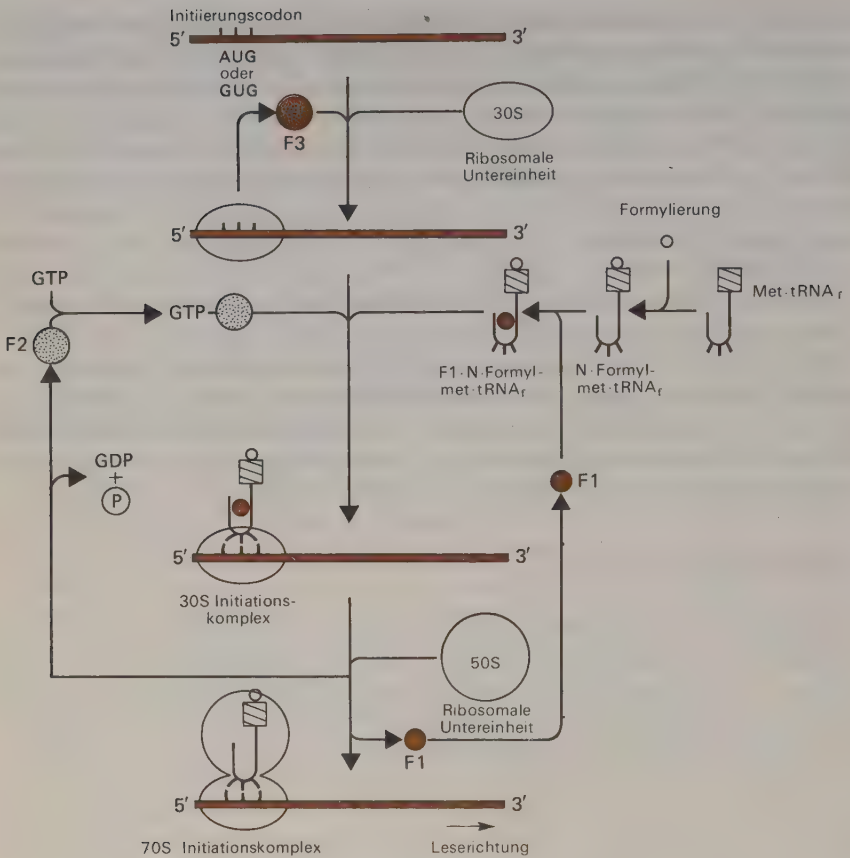 Initiierungscodon
5' 3'
AUG
oder
GUG
F3
30S
Ribosomale
Untereinheit
5' 3'
Formylierung
GTP
GTP
Met·tRNAf
F2
F1·N·Formyl-
met·tRNAf
N·Formyl-
met·tRNAf
GDP
+
P
F1
5' 3'
30S Initiations-
komplex
50S
Ribosomale
Untereinheit
F1
5' 3'
70S Initiationskomplex
Leserichtung